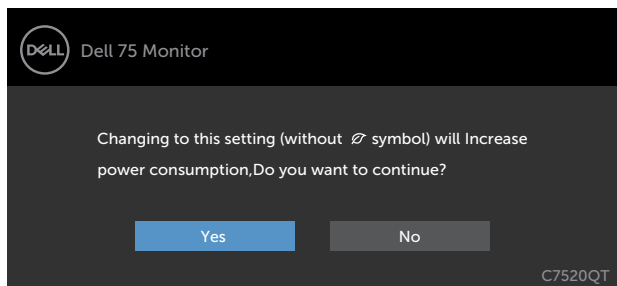 DELL Dell 75 Monitor
Changing to this setting (without symbol) will Increase
power consumption,Do you want to continue?
Yes No
C7520QT